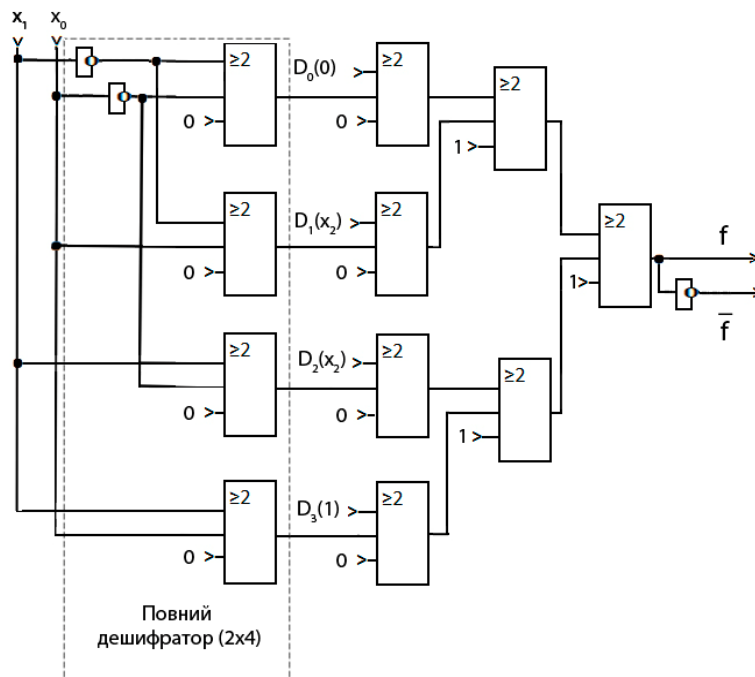 x₁ x₀
≥2 D₀(0) ≥2
≥2
0 0 1
≥2 D₁(x₂) ≥2
≥2
0 0
f
1
f̅
≥2 D₂(x₂) ≥2
≥2
0 0 1
≥2 D₃(1) ≥2
0 0
Повний
дешифратор (2x4)